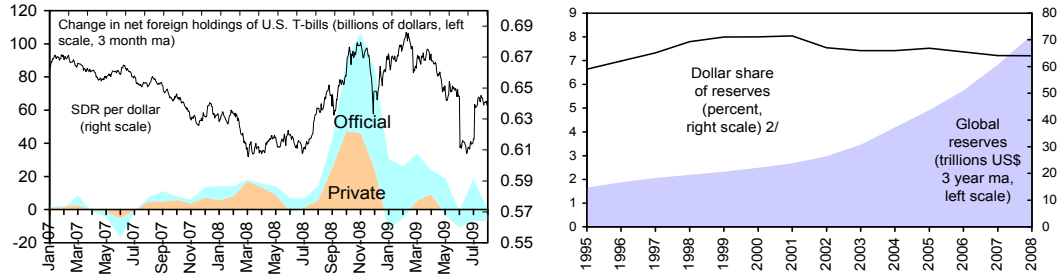 Change in net foreign holdings of U.S. T-bills (billions of dollars, left
scale, 3 month ma)
120
100
80
60
40
20
0
-20
0.69
0.67
0.65
0.63
0.61
0.59
0.57
0.55
SDR per dollar
(right scale)
Official
Private
Jan-07
Mar-07
May-07
Jul-07
Sep-07
Nov-07
Jan-08
Mar-08
May-08
Jul-08
Sep-08
Nov-08
Jan-09
Mar-09
May-09
Jul-09
9
8
7
6
5
4
3
2
1
0
80
70
60
50
40
30
20
10
0
Dollar share
of reserves
(percent,
right scale) 2/
Global
reserves
(trillions US$
3 year ma,
left scale)
1995
1996
1997
1998
1999
2000
2001
2002
2003
2004
2005
2006
2007
2008